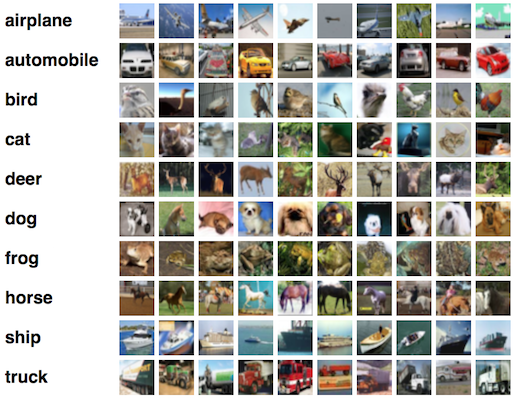 airplane
automobile
bird
cat
deer
dog
frog
horse
ship
truck